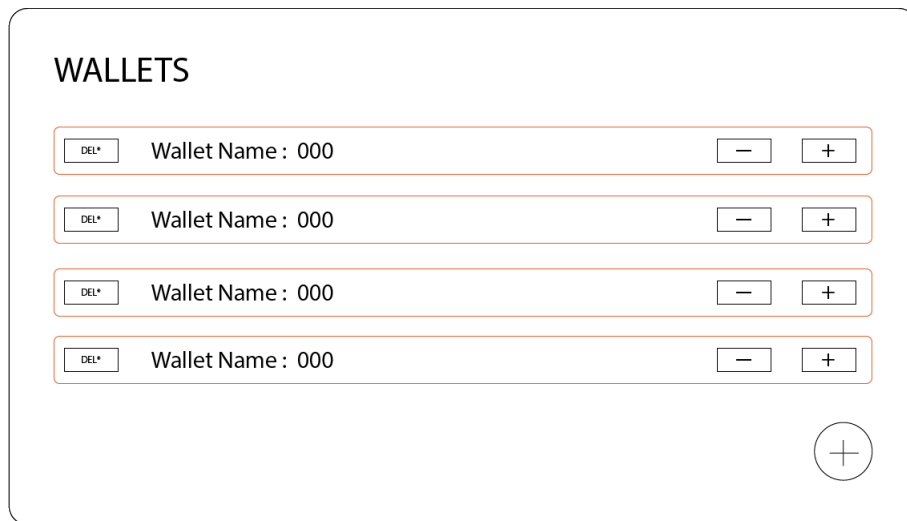 WALLETS
DEL* Wallet Name : 000 — +
DEL* Wallet Name : 000 — +
DEL* Wallet Name : 000 — +
DEL* Wallet Name : 000 — +
+